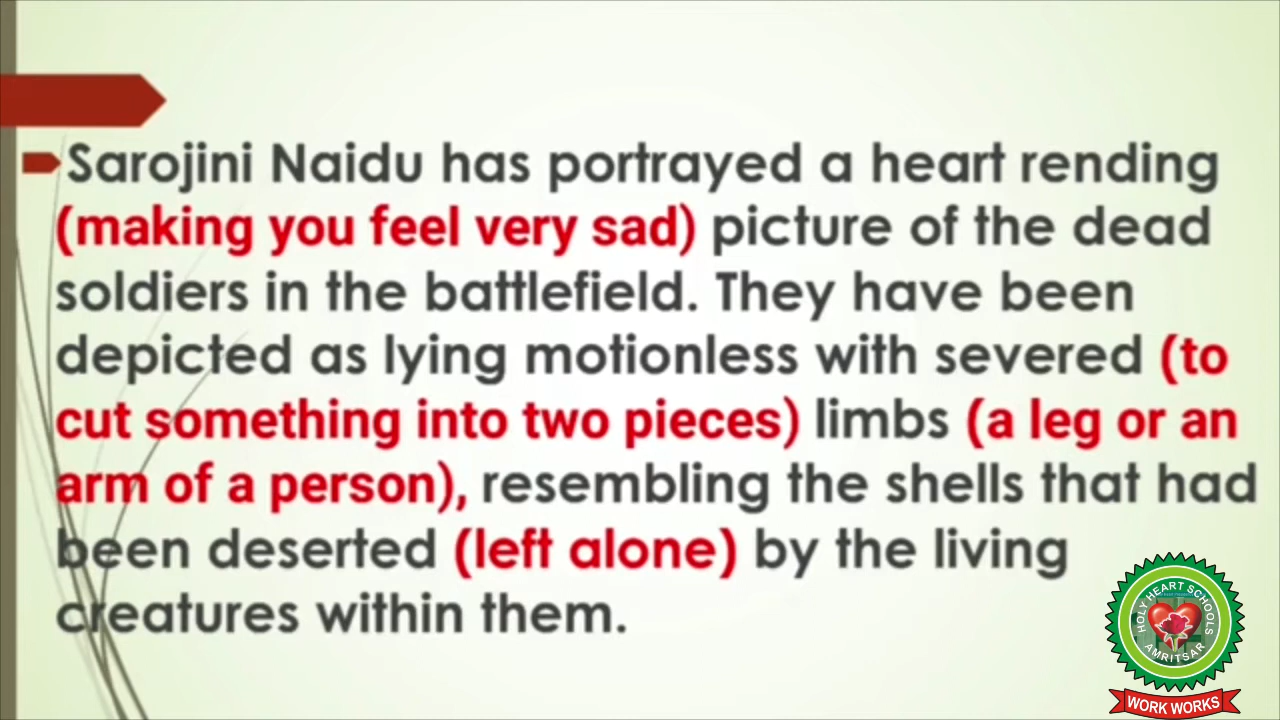 Sarojini Naidu has portrayed a heart rending
(making you feel very sad) picture of the dead
soldiers in the battlefield. They have been
depicted as lying motionless with severed (to
cut something into two pieces) limbs (a leg or an
arm of a person), resembling the shells that had
been deserted (left alone) by the living
creatures within them.
HOLY HEART SCHOOLS
AMRITSAR
WORK WORKS